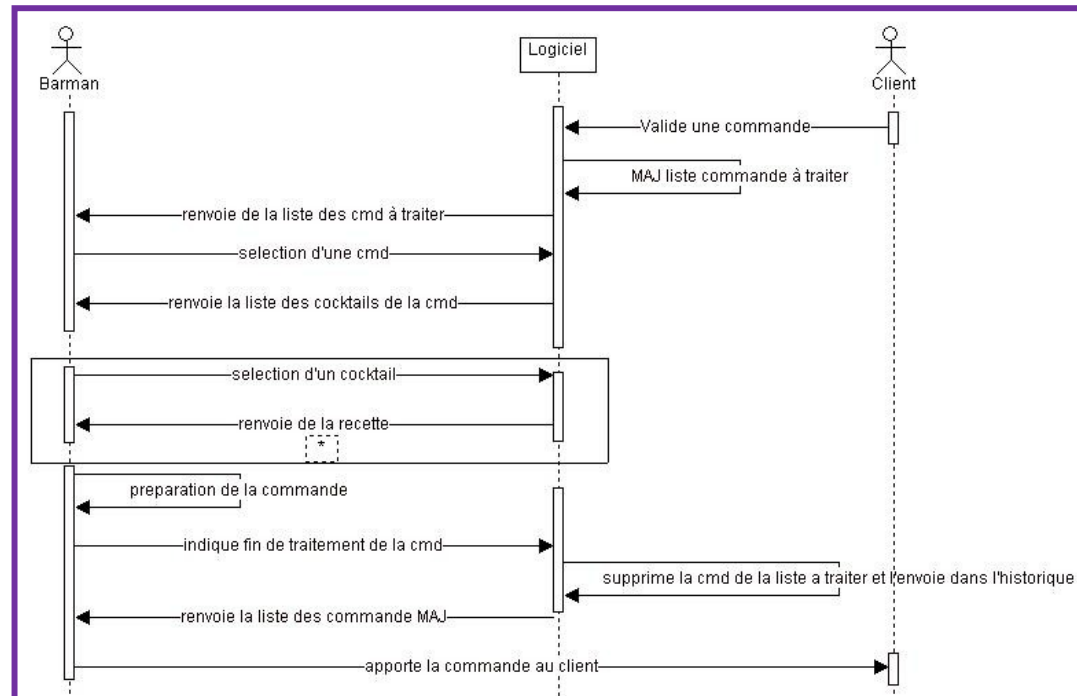 Barman
Logiciel
Client
Valide une commande
MAJ liste commande à traiter
renvoie de la liste des cmd à traiter
selection d'une cmd
renvoie la liste des cocktails de la cmd
selection d'un cocktail
renvoie de la recette
*
preparation de la commande
indique fin de traitement de la cmd
supprime la cmd de la liste a traiter et l'envoie dans l'historique
renvoie la liste des commande MAJ
apporte la commande au client